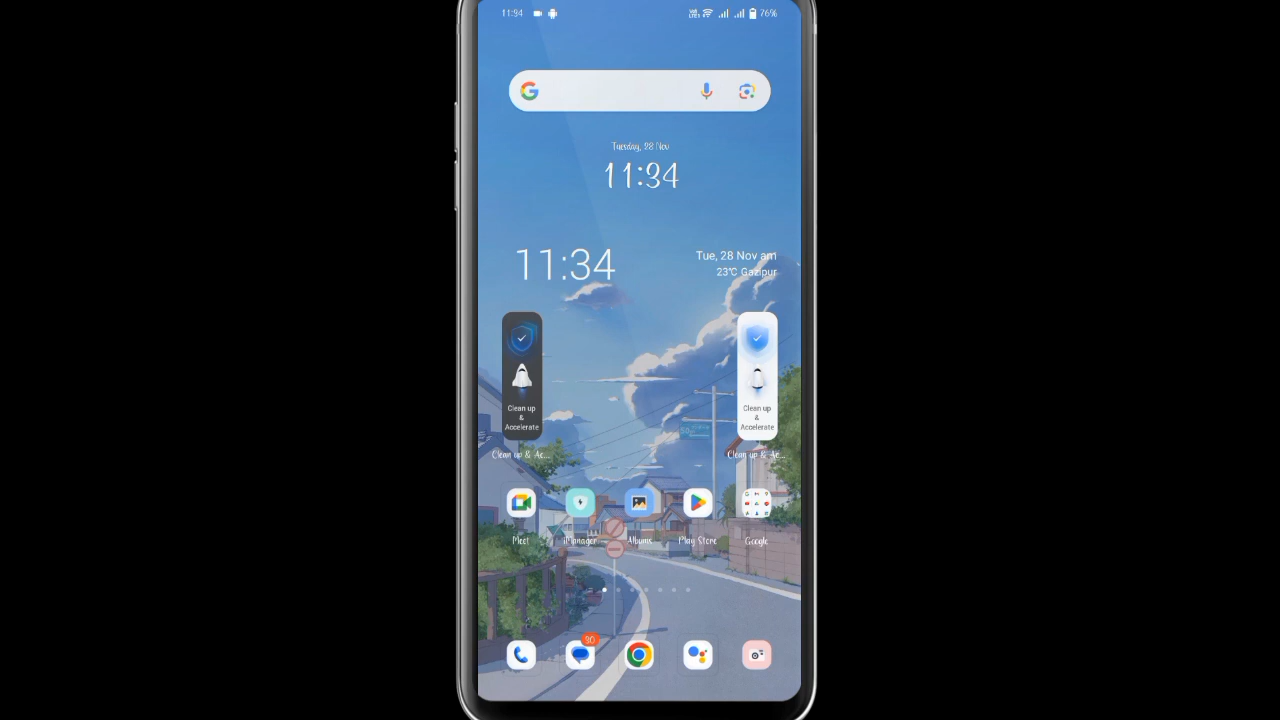 11:34
76%
Tuesday, 28 Nov
11:34
11:34
Tue, 28 Nov am
23℃ Gazipur
Clean up
&
Accelerate
Clean up
&
Accelerate
Clean up & Ac...
Clean up & Ac...
Meet
iManager
Albums
Play Store
Google
30